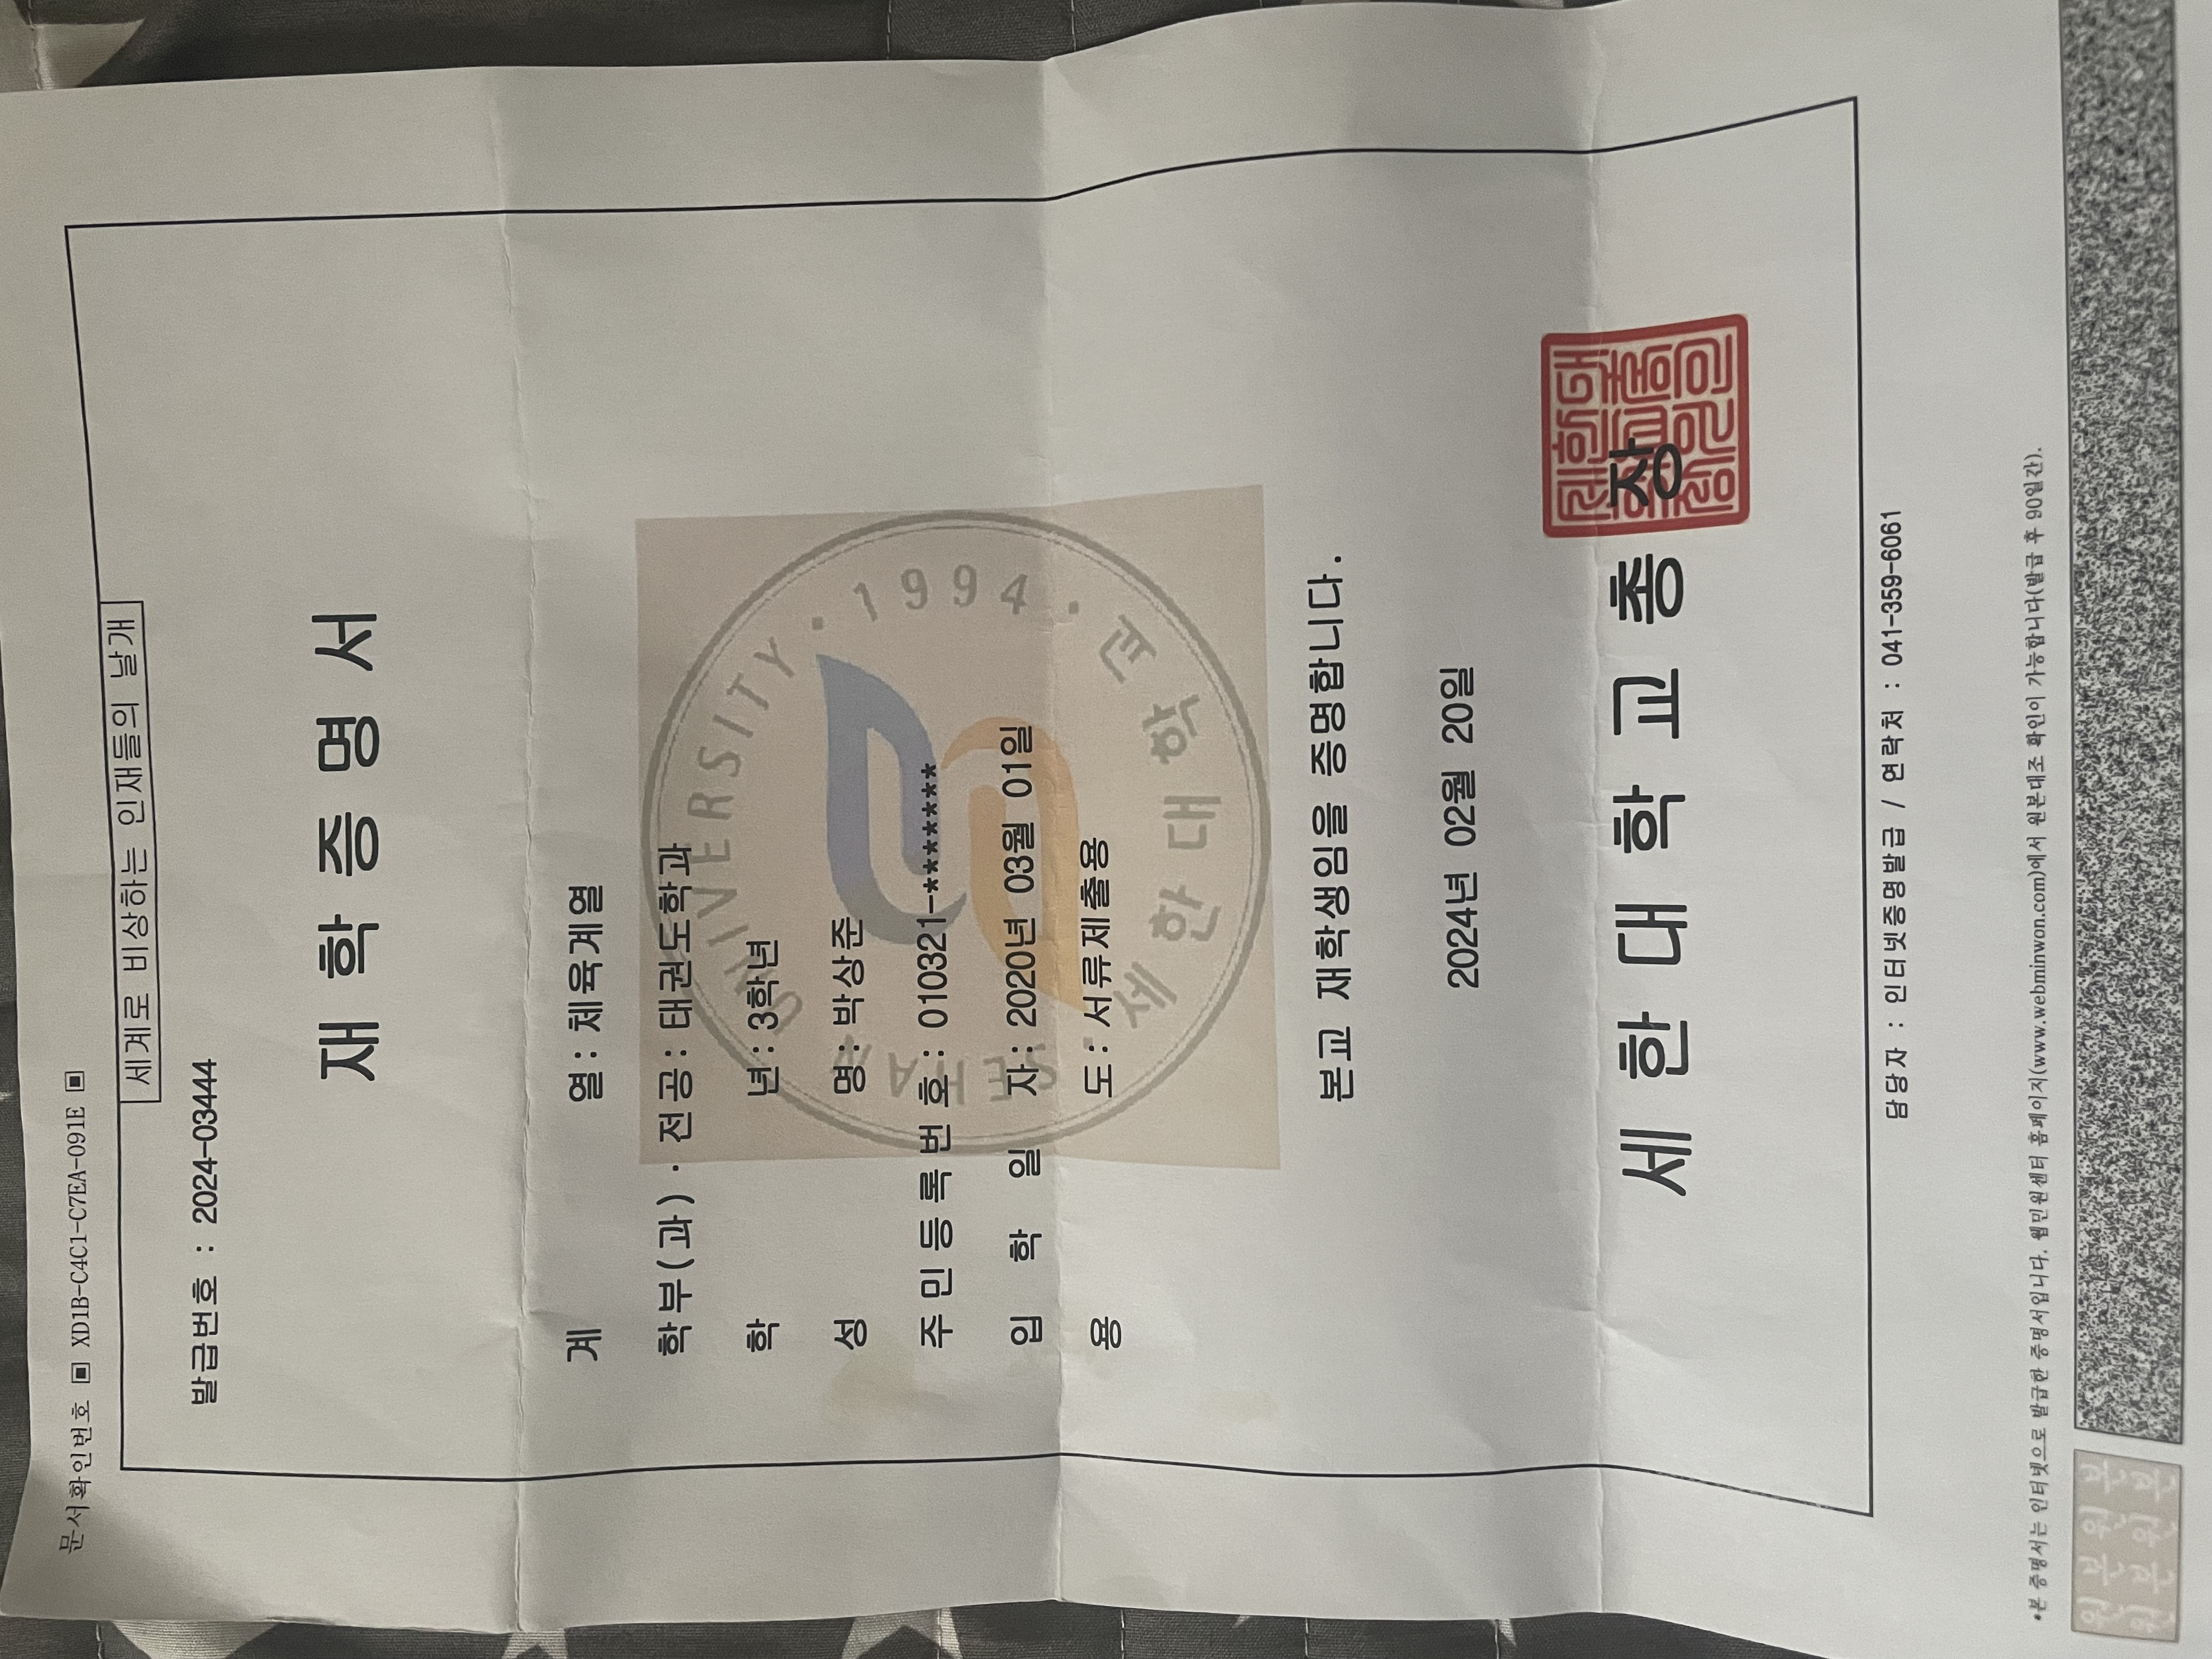 문서확인번호 ▣ XD1B-C4C1-C7EA-091E ▣
세계로 비상하는 인재들의 날개
발급번호 : 2024-03444
재 학 증 명 서
계 열 : 체육계열
학부(과)·전공 : 태권도학과
학 년 : 3학년
성 명 : 박상준
주민등록번호 : 010321-*******
입 학 일 자 : 2020년 03월 01일
용 도 : 서류제출용
SEHAN UNIVERSITY · 1994 · 세한대학교
본교 재학생임을 증명합니다.
2024년 02월 20일
세 한 대 학 교 총 장
담당자 : 인터넷증명발급 / 연락처 : 041-359-6061
*본 증명서는 인터넷으로 발급한 증명서입니다. 웹민원센터 홈페이지(www.webminwon.com)에서 원본대조 확인이 가능합니다(발급 후 90일간).